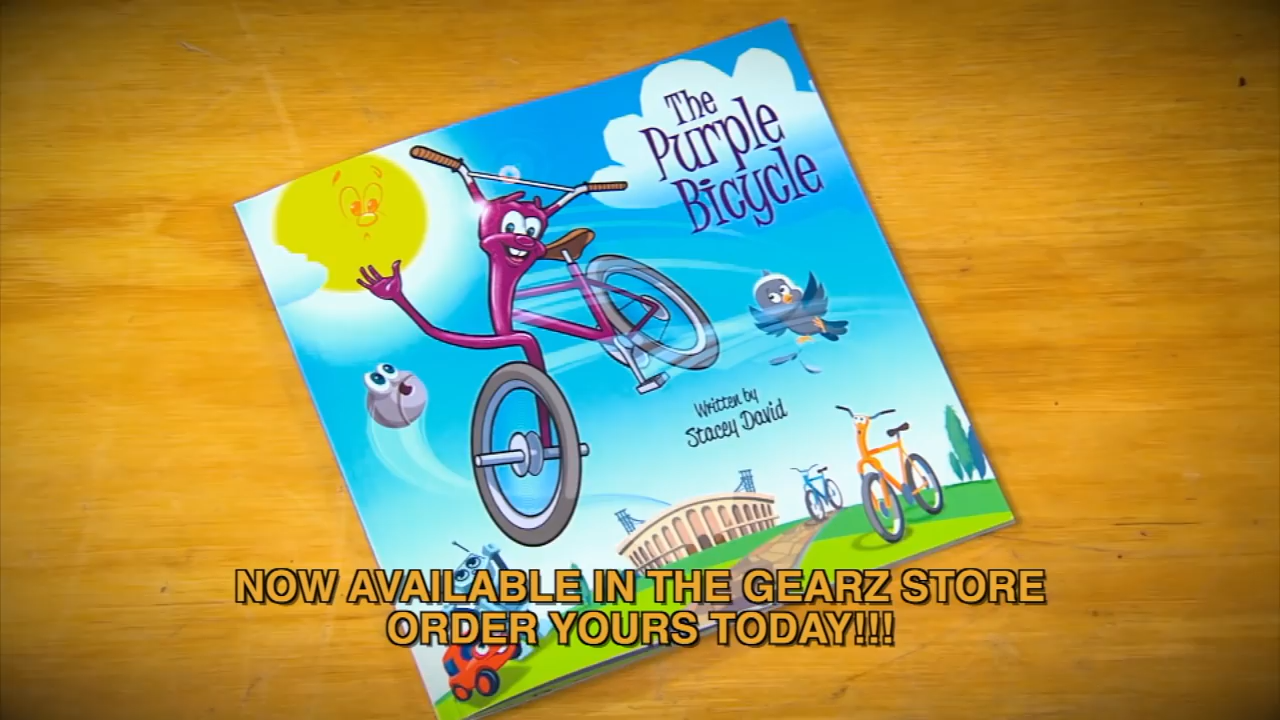 The
Purple
Bicycle
Written by
Stacey David
NOW AVAILABLE IN THE GEARZ STORE
ORDER YOURS TODAY!!!